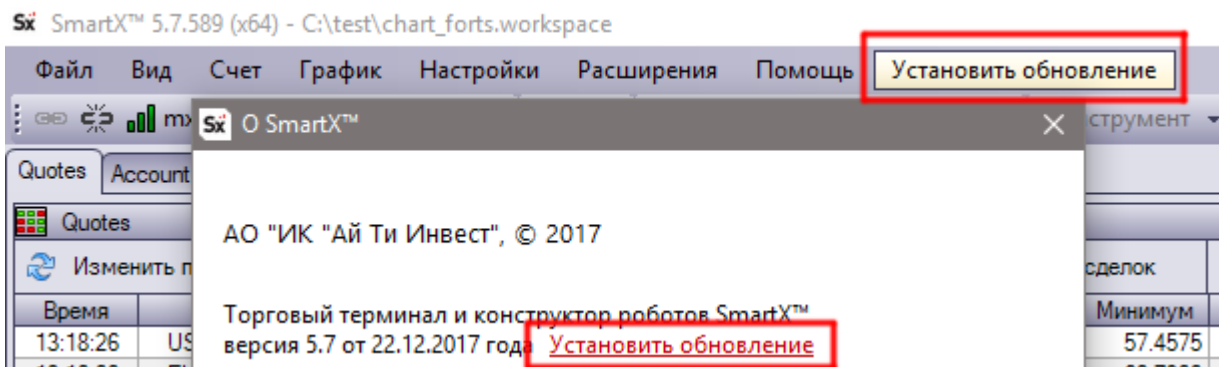 SmartX™ 5.7.589 (x64) - C:\test\chart_forts.workspace
Файл Вид Счет График Настройки Расширения Помощь Установить обновление
О SmartX™
Quotes Account
Quotes
АО "ИК "Ай Ти Инвест", © 2017
сделок
Время Минимум
Торговый терминал и конструктор роботов SmartX™
13:18:26 57.4575
версия 5.7 от 22.12.2017 года Установить обновление